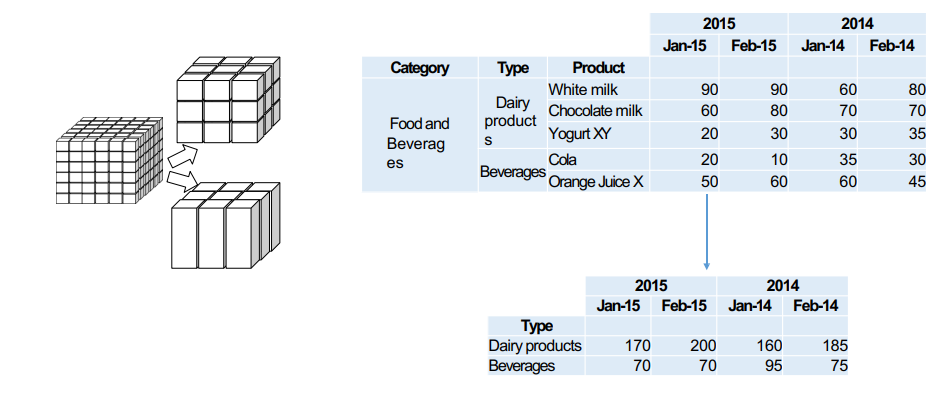 2015 2014
Jan-15 Feb-15 Jan-14 Feb-14
Category Type Product
White milk 90 90 60 80
Chocolate milk 60 80 70 70
Yogurt XY 20 30 30 35
Dairy
product
s
Food and
Beverag
es
Cola 20 10 35 30
Beverages
Orange Juice X 50 60 60 45
2015 2014
Jan-15 Feb-15 Jan-14 Feb-14
Type
Dairy products 170 200 160 185
Beverages 70 70 95 75